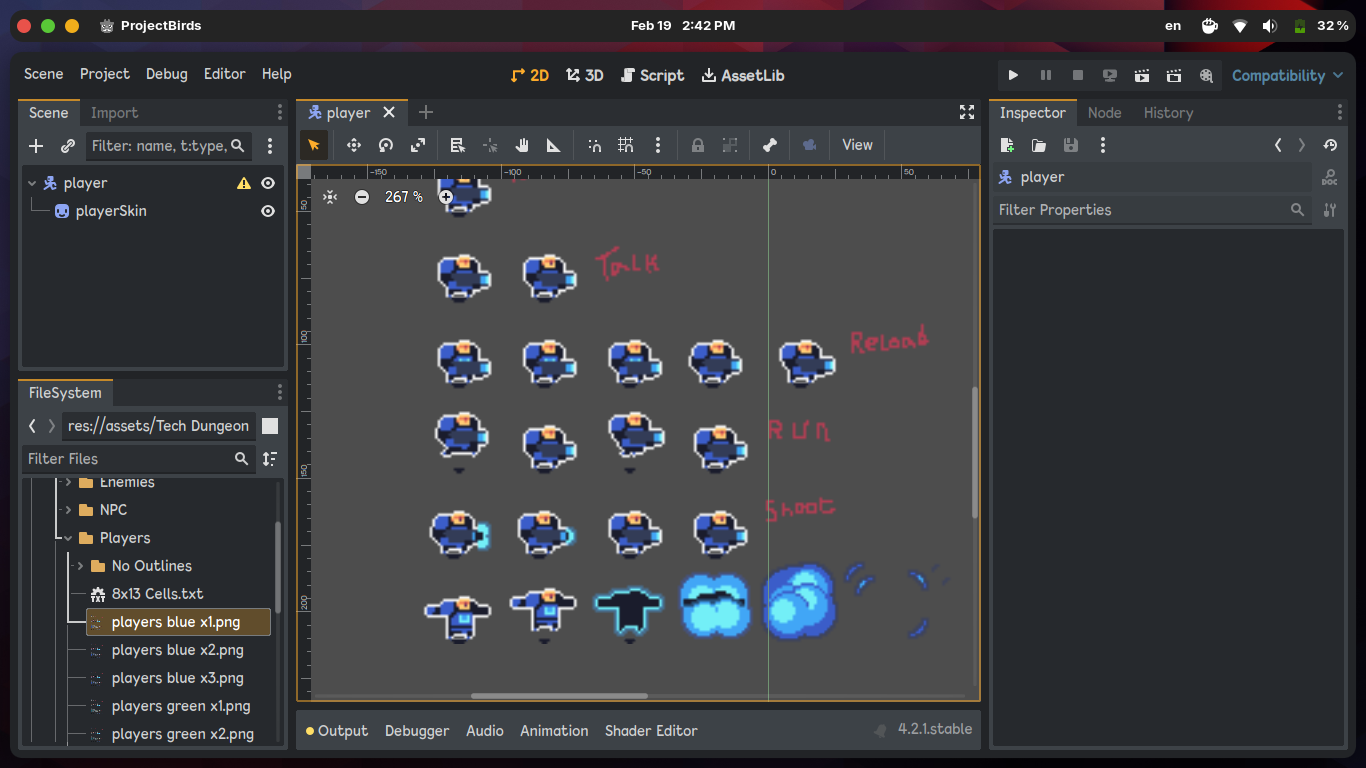 ProjectBirds
Feb 19 2:42 PM
en
32 %
Scene Project Debug Editor Help
2D 3D Script AssetLib
Compatibility
Scene Import
Filter: name, t:type,
player
playerSkin
FileSystem
res://assets/Tech Dungeon
Filter Files
Enemies
NPC
Players
No Outlines
8x13 Cells.txt
players blue x1.png
players blue x2.png
players blue x3.png
players green x1.png
players green x2.png
player
View
-150 -100 -50 0 50
50
100
150
200
267 %
TalK
ReLoad
RUn
Shoot
Output Debugger Audio Animation Shader Editor
4.2.1.stable
Inspector Node History
player
DOC
Filter Properties